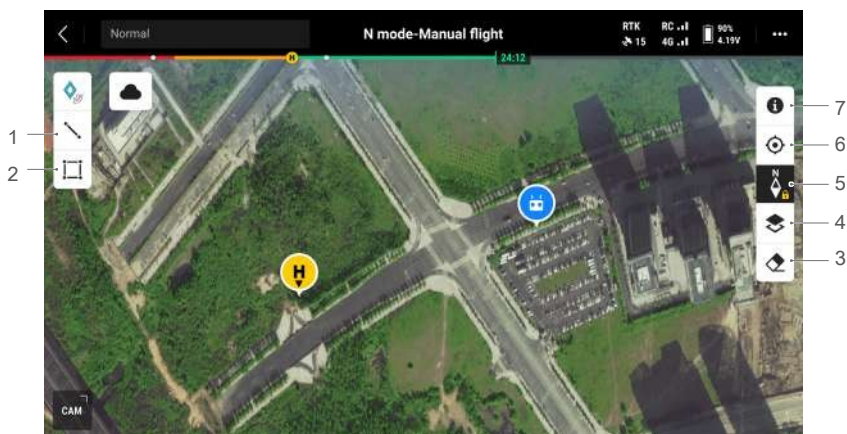 Normal
N mode-Manual flight
RTK
15
RC
4G
90%
4.19V
H
24:12
1
2
H
N
7
6
5
4
3
CAM